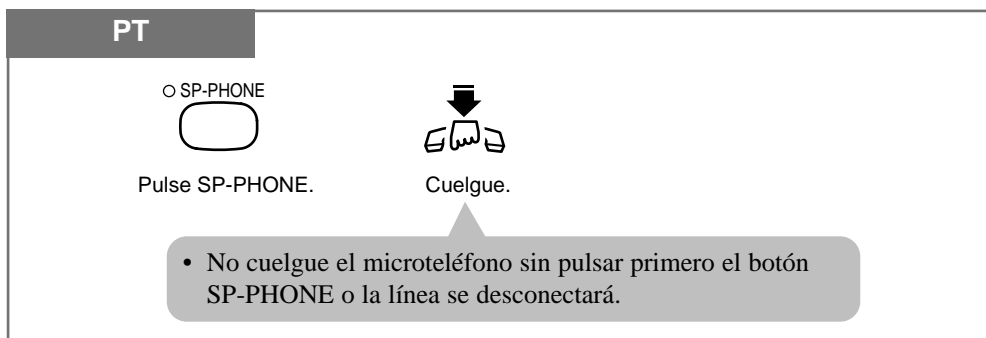 PT
SP-PHONE
Pulse SP-PHONE.
Cuelgue.
• No cuelgue el microteléfono sin pulsar primero el botón
SP-PHONE o la línea se desconectará.